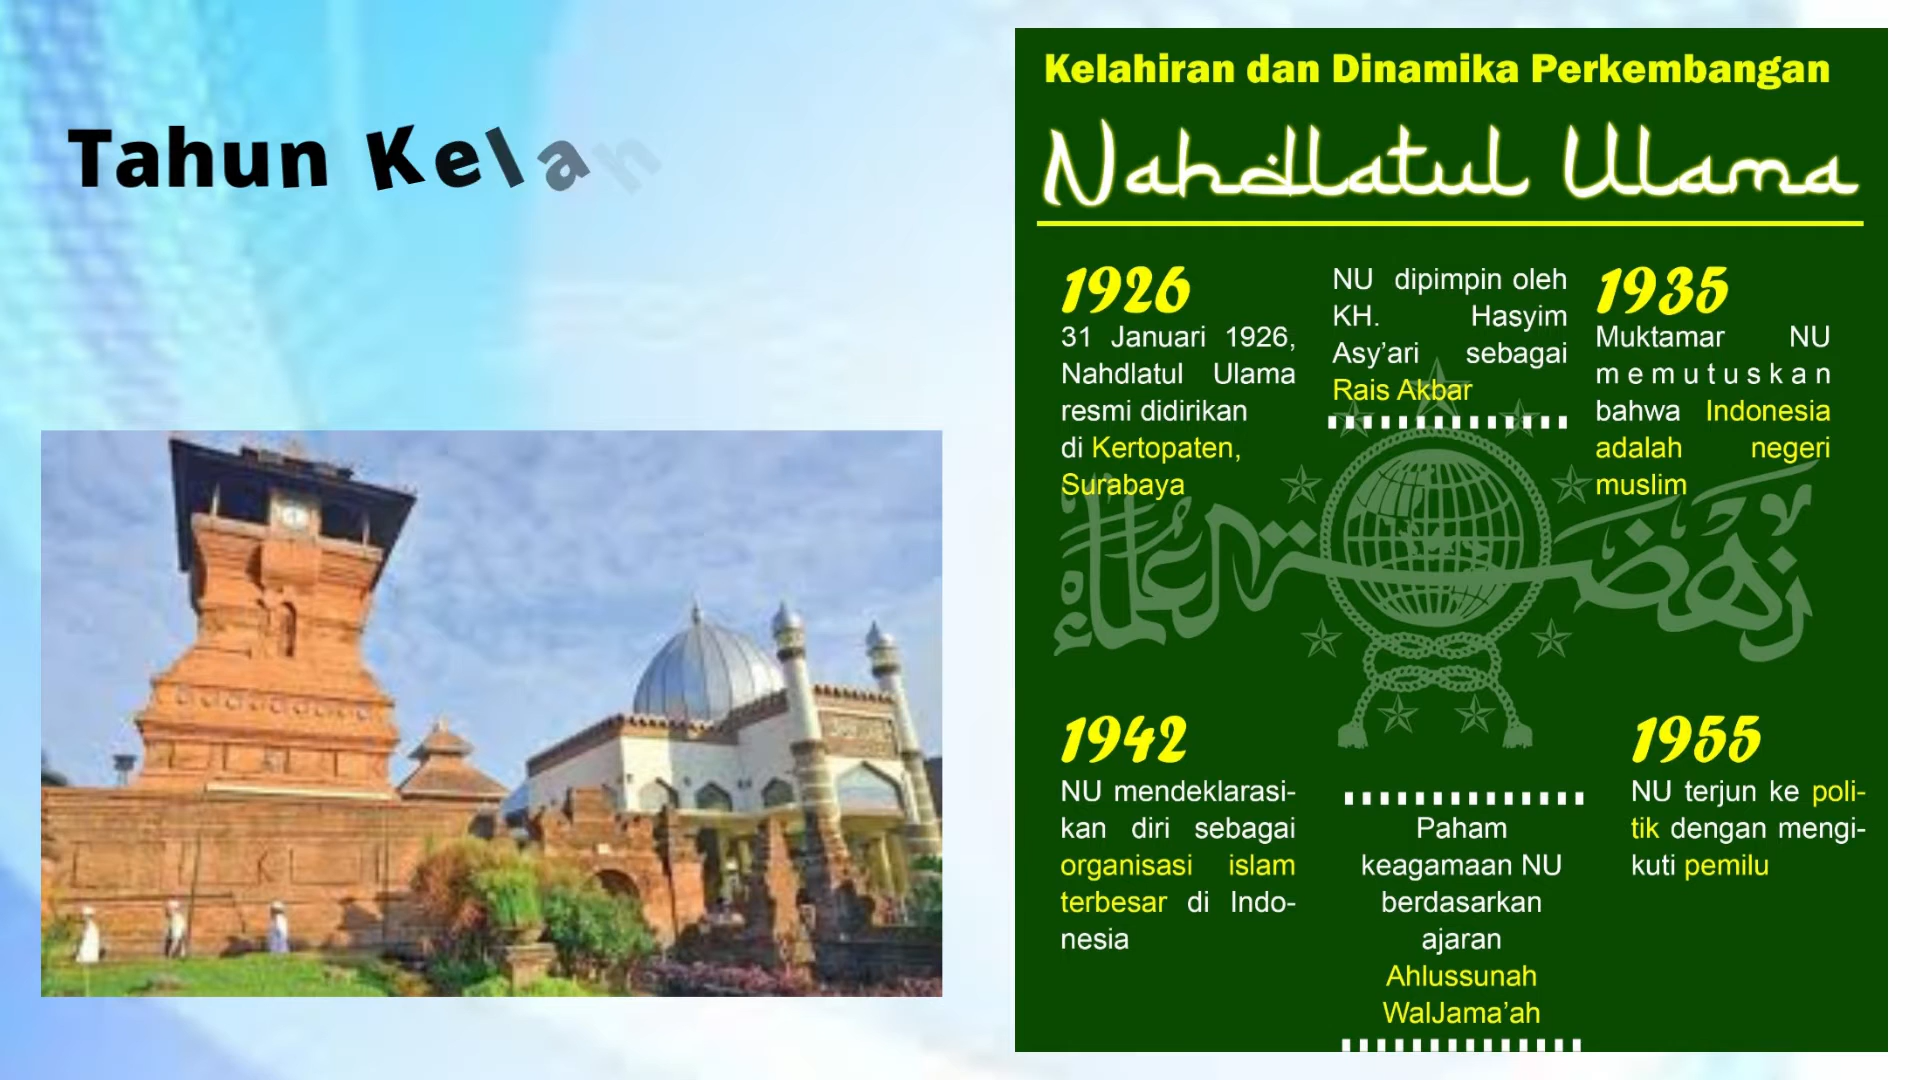 Tahun Kelan
Kelahiran dan Dinamika Perkembangan
Nahdlatul Ulama
1926
31 Januari 1926,
Nahdlatul Ulama
resmi didirikan
di Kertopaten,
Surabaya
NU dipimpin oleh
KH. Hasyim
Asy’ari sebagai
Rais Akbar
1935
Muktamar NU
memutuskan
bahwa Indonesia
adalah negeri
muslim
نهضة العلماء
1942
NU mendeklarasi-
kan diri sebagai
organisasi islam
terbesar di Indo-
nesia
Paham
keagamaan NU
berdasarkan
ajaran
Ahlussunah
WalJama’ah
1955
NU terjun ke poli-
tik dengan mengi-
kuti pemilu